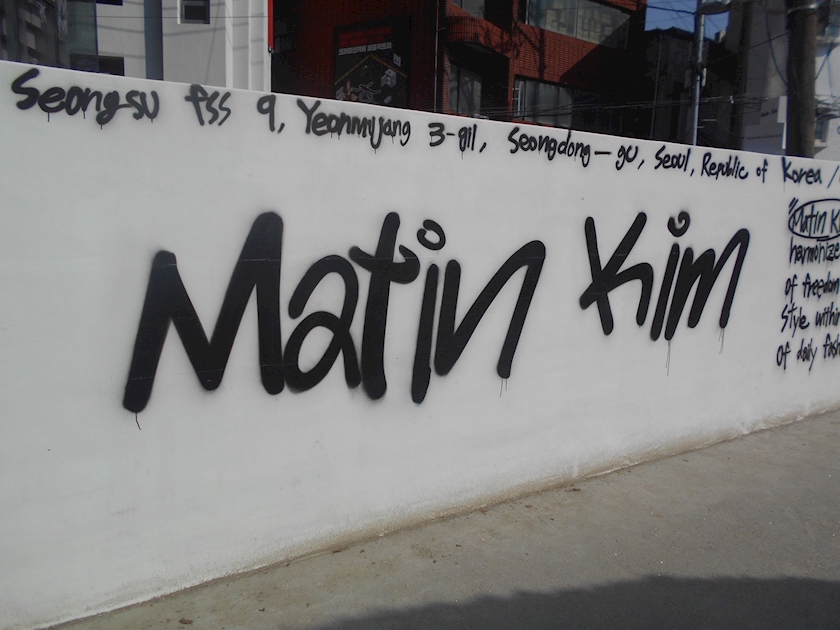 Seongsu FSS 9, Yeonmujang 3-gil, Seongdong-gu, Seoul, Republic of Korea /
Matin Kim
Matin Ki
harmonize
of freedom
Style within
of daily fash